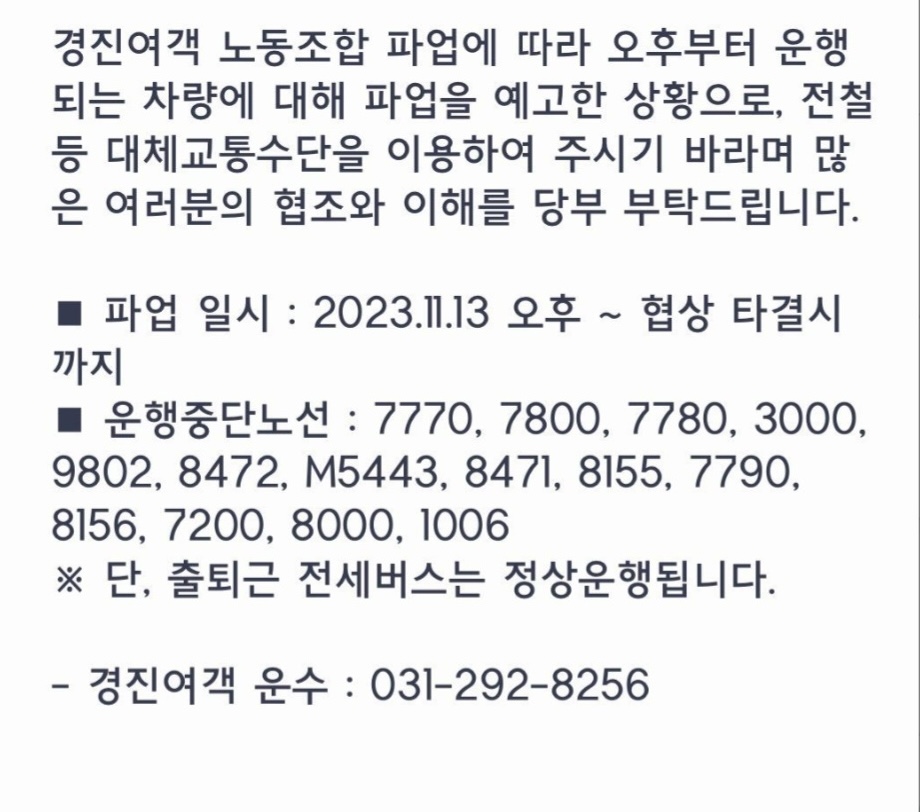 경진여객 노동조합 파업에 따라 오후부터 운행
되는 차량에 대해 파업을 예고한 상황으로, 전철
등 대체교통수단을 이용하여 주시기 바라며 많
은 여러분의 협조와 이해를 당부 부탁드립니다.
■ 파업 일시 : 2023.11.13 오후 ~ 협상 타결시
까지
■ 운행중단노선 : 7770, 7800, 7780, 3000,
9802, 8472, M5443, 8471, 8155, 7790,
8156, 7200, 8000, 1006
※ 단, 출퇴근 전세버스는 정상운행됩니다.
- 경진여객 운수 : 031-292-8256